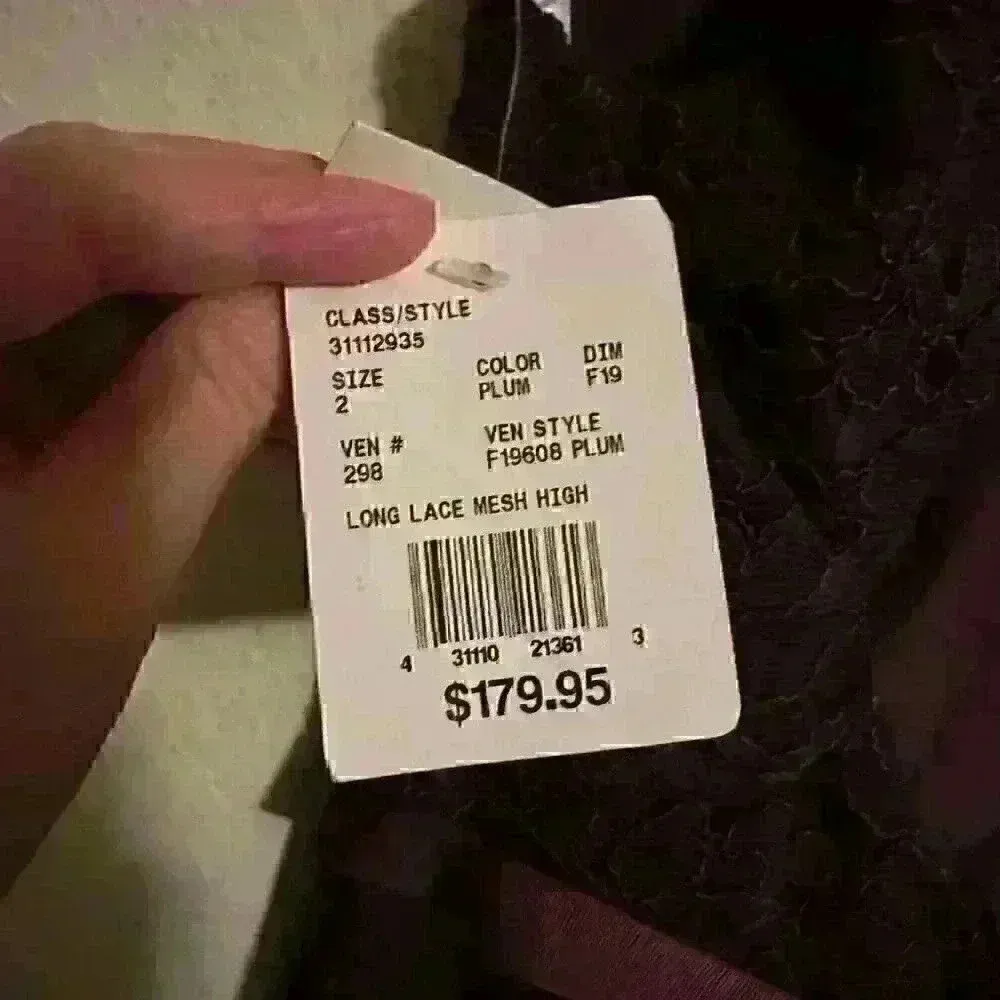 CLASS/STYLE
31112935
SIZE COLOR DIM
2 PLUM F19
VEN # VEN STYLE
298 F19608 PLUM
LONG LACE MESH HIGH
4 31110 21361 3
$179.95